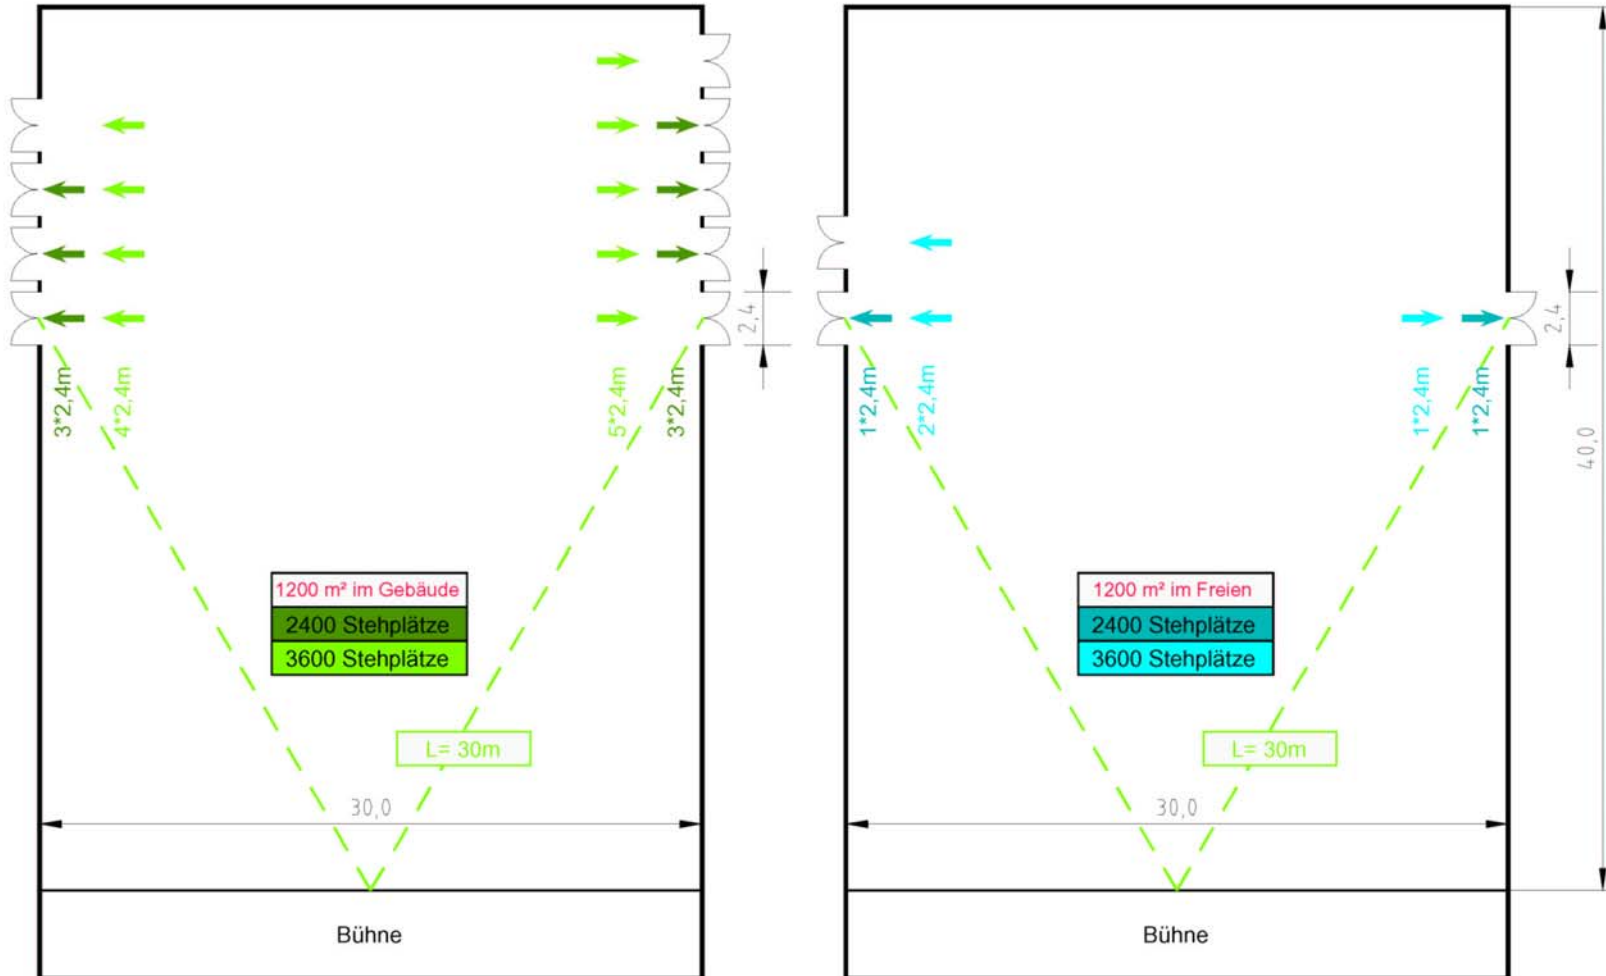 2,4
2,4
3*2,4m
4*2,4m
5*2,4m
3*2,4m
1*2,4m
2*2,4m
1*2,4m
1*2,4m
40,0
1200 m² im Gebäude
2400 Stehplätze
3600 Stehplätze
1200 m² im Freien
2400 Stehplätze
3600 Stehplätze
L= 30m
L= 30m
30,0
30,0
Bühne
Bühne